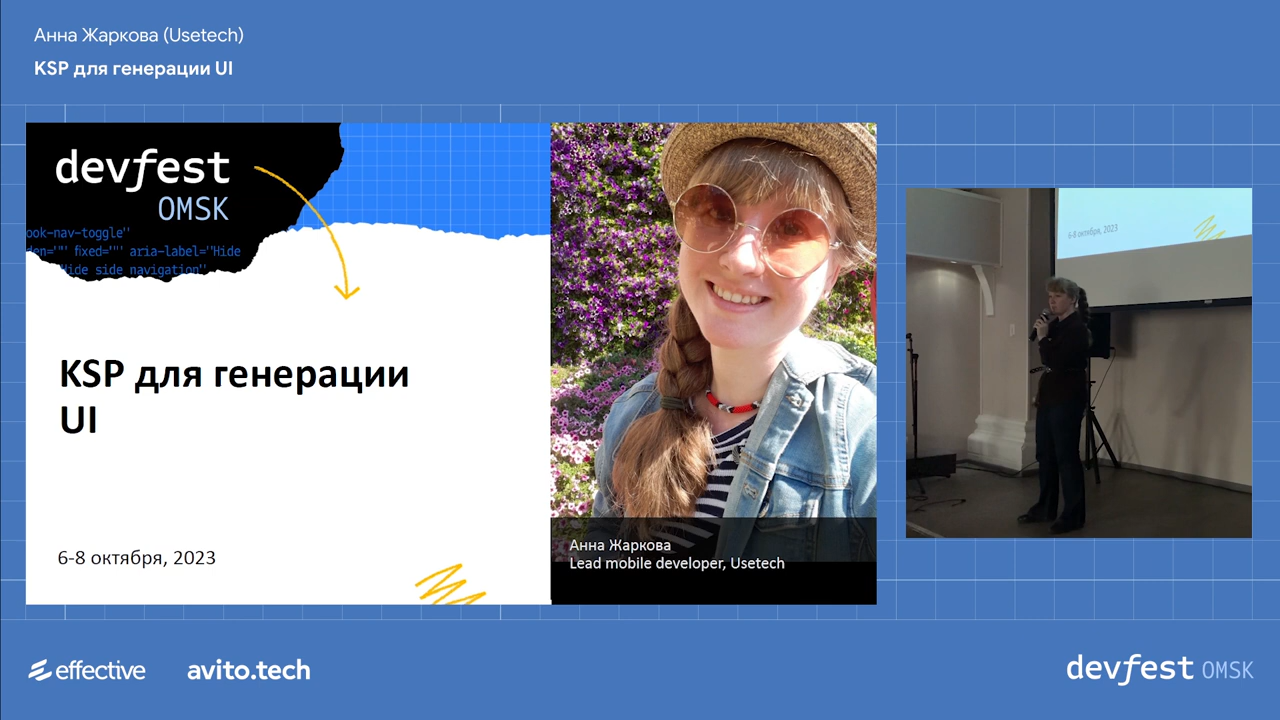 Анна Жаркова (Usetech)
KSP для генерации UI
devfest
OMSK
ook-nav-toggle"
den="" fixed="" aria-label="Hide
Hide side navigation"
KSP для генерации
UI
6-8 октября, 2023
Анна Жаркова
Lead mobile developer, Usetech
6-8 октября, 2023
effective
avito.tech
devfest OMSK